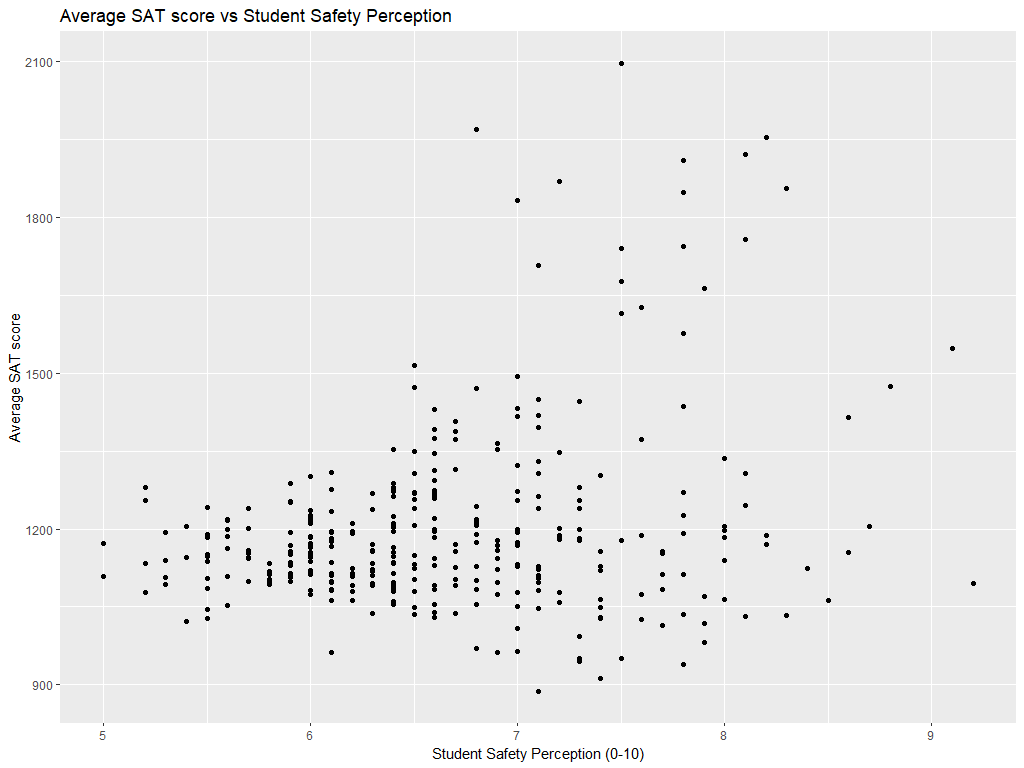 Average SAT score vs Student Safety Perception
2100
1800
1500
1200
900
Average SAT score
5 6 7 8 9
Student Safety Perception (0-10)